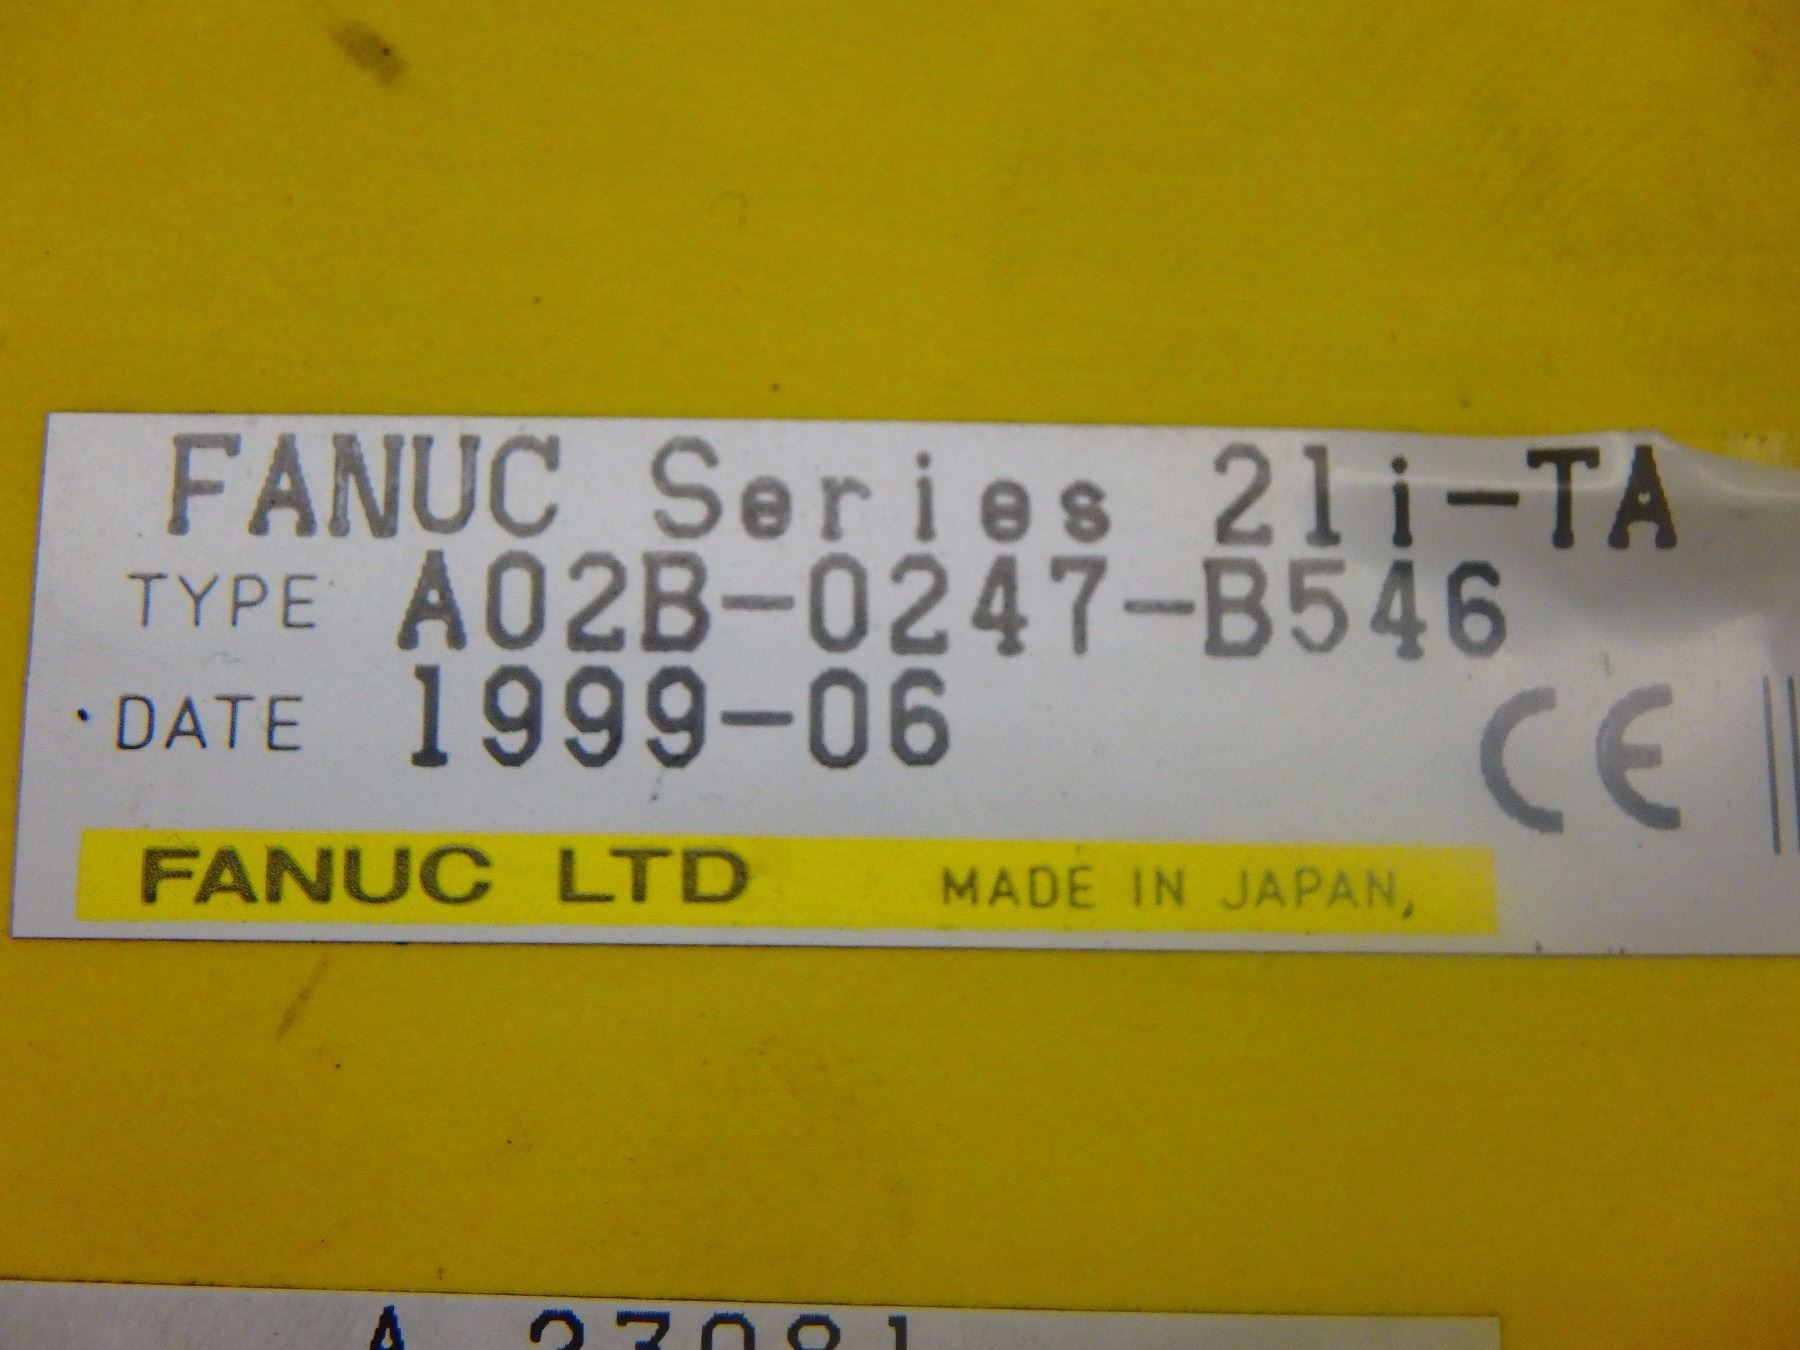 FANUC Series 21i-TA
TYPE A02B-0247-B546
DATE 1999-06
CE
FANUC LTD MADE IN JAPAN,